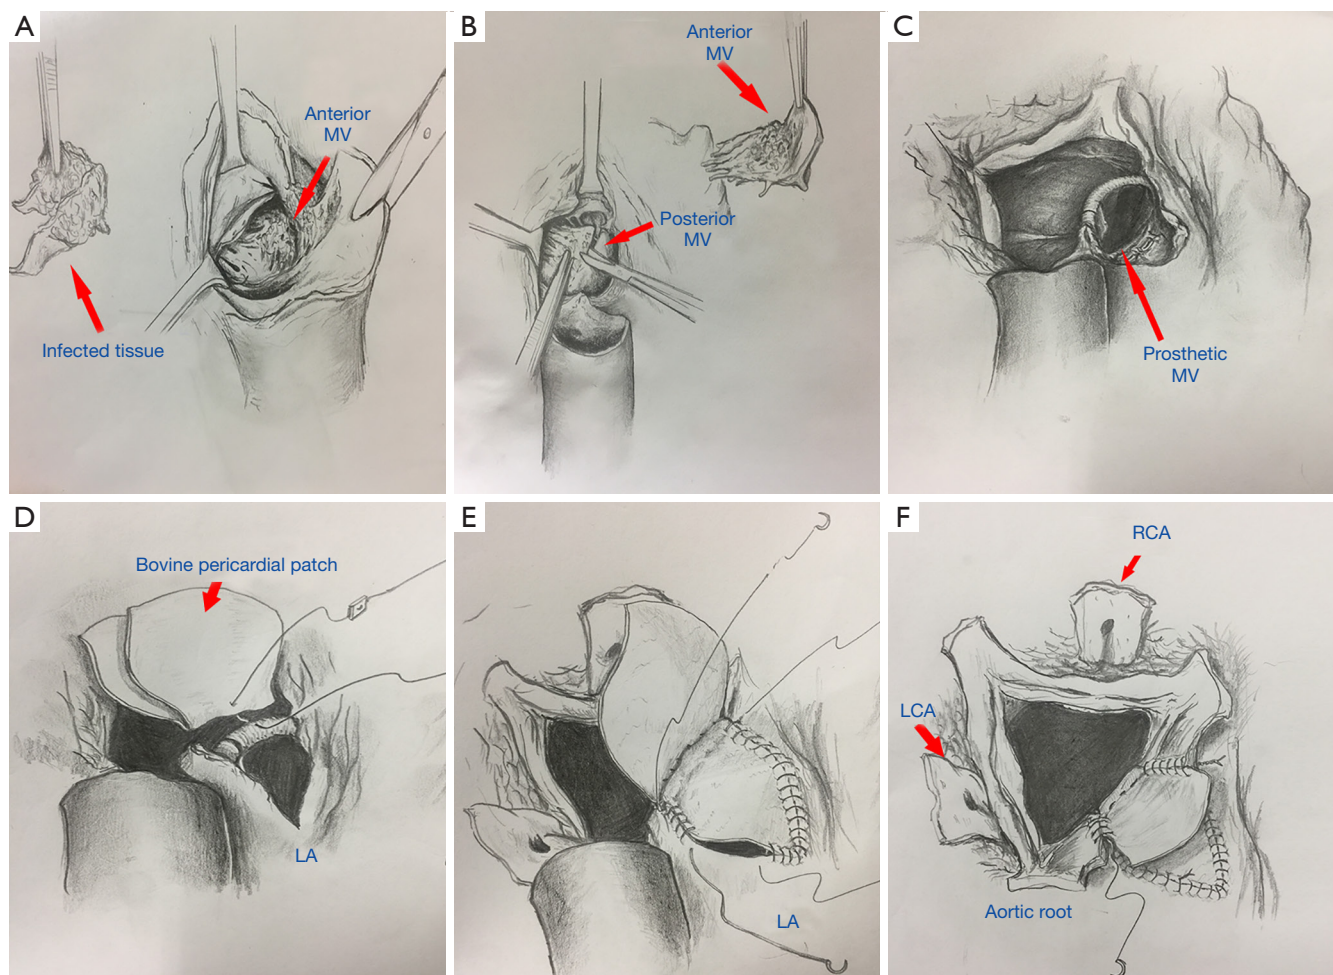 A
Anterior
MV
Infected tissue
B
Anterior
MV
Posterior
MV
C
Prosthetic
MV
D
Bovine pericardial patch
LA
E
LA
F
RCA
LCA
Aortic root